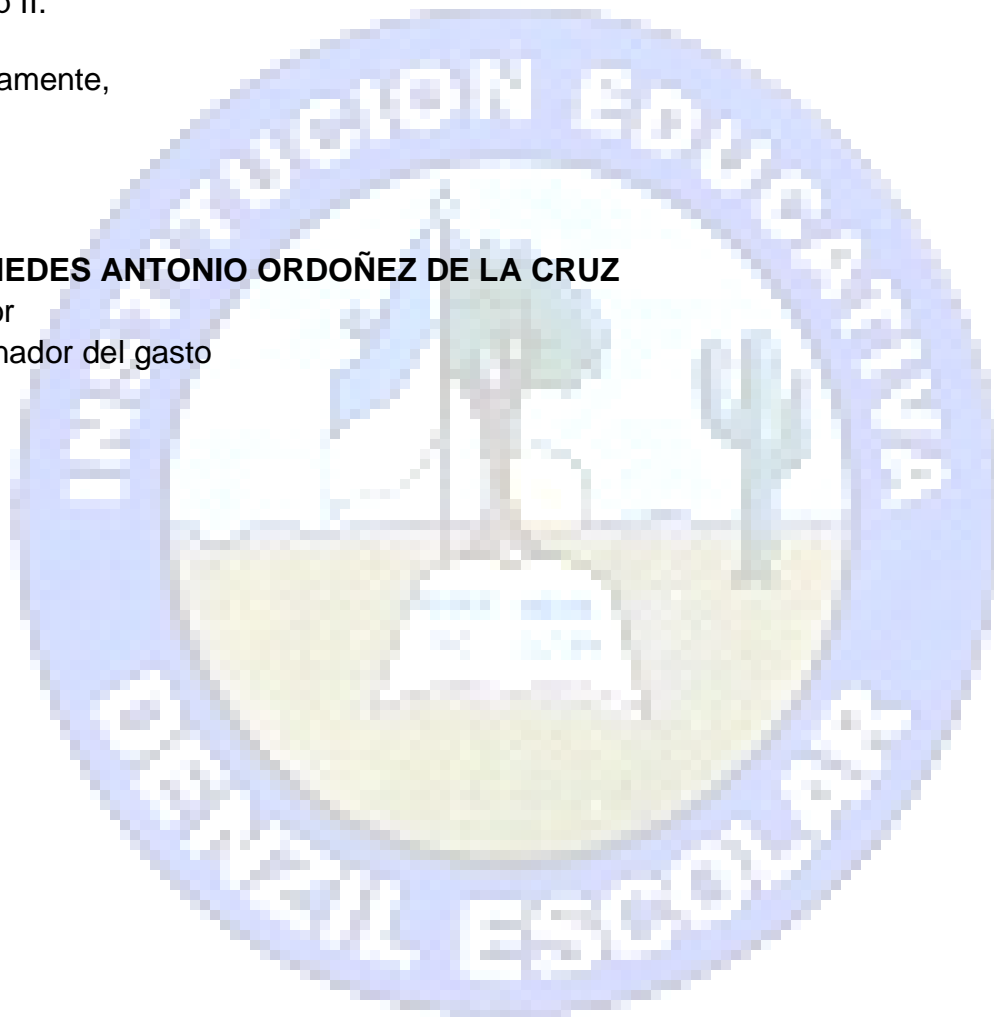 o II.
amente,
IEDES ANTONIO ORDOÑEZ DE LA CRUZ
or
nador del gasto
INSTITUCION EDUCATIVA
DENZIL ESCOLAR